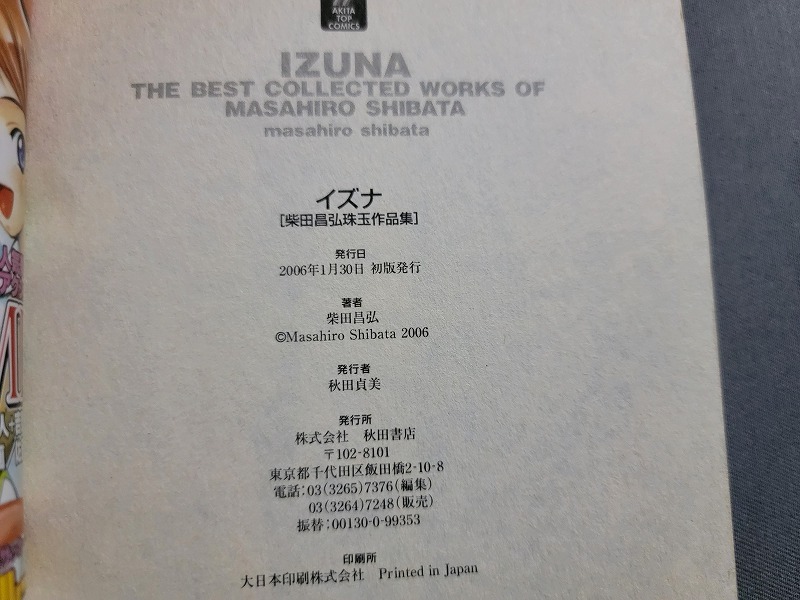 AKITA
TOP
COMICS
IZUNA
THE BEST COLLECTED WORKS OF
MASAHIRO SHIBATA
masahiro shibata
イズナ
[柴田昌弘珠玉作品集]
発行日
2006年1月30日 初版発行
著者
柴田昌弘
©Masahiro Shibata 2006
発行者
秋田貞美
発行所
株式会社 秋田書店
〒102-8101
東京都千代田区飯田橋2-10-8
電話:03(3265)7376(編集)
03(3264)7248(販売)
振替:00130-0-99353
印刷所
大日本印刷株式会社 Printed in Japan